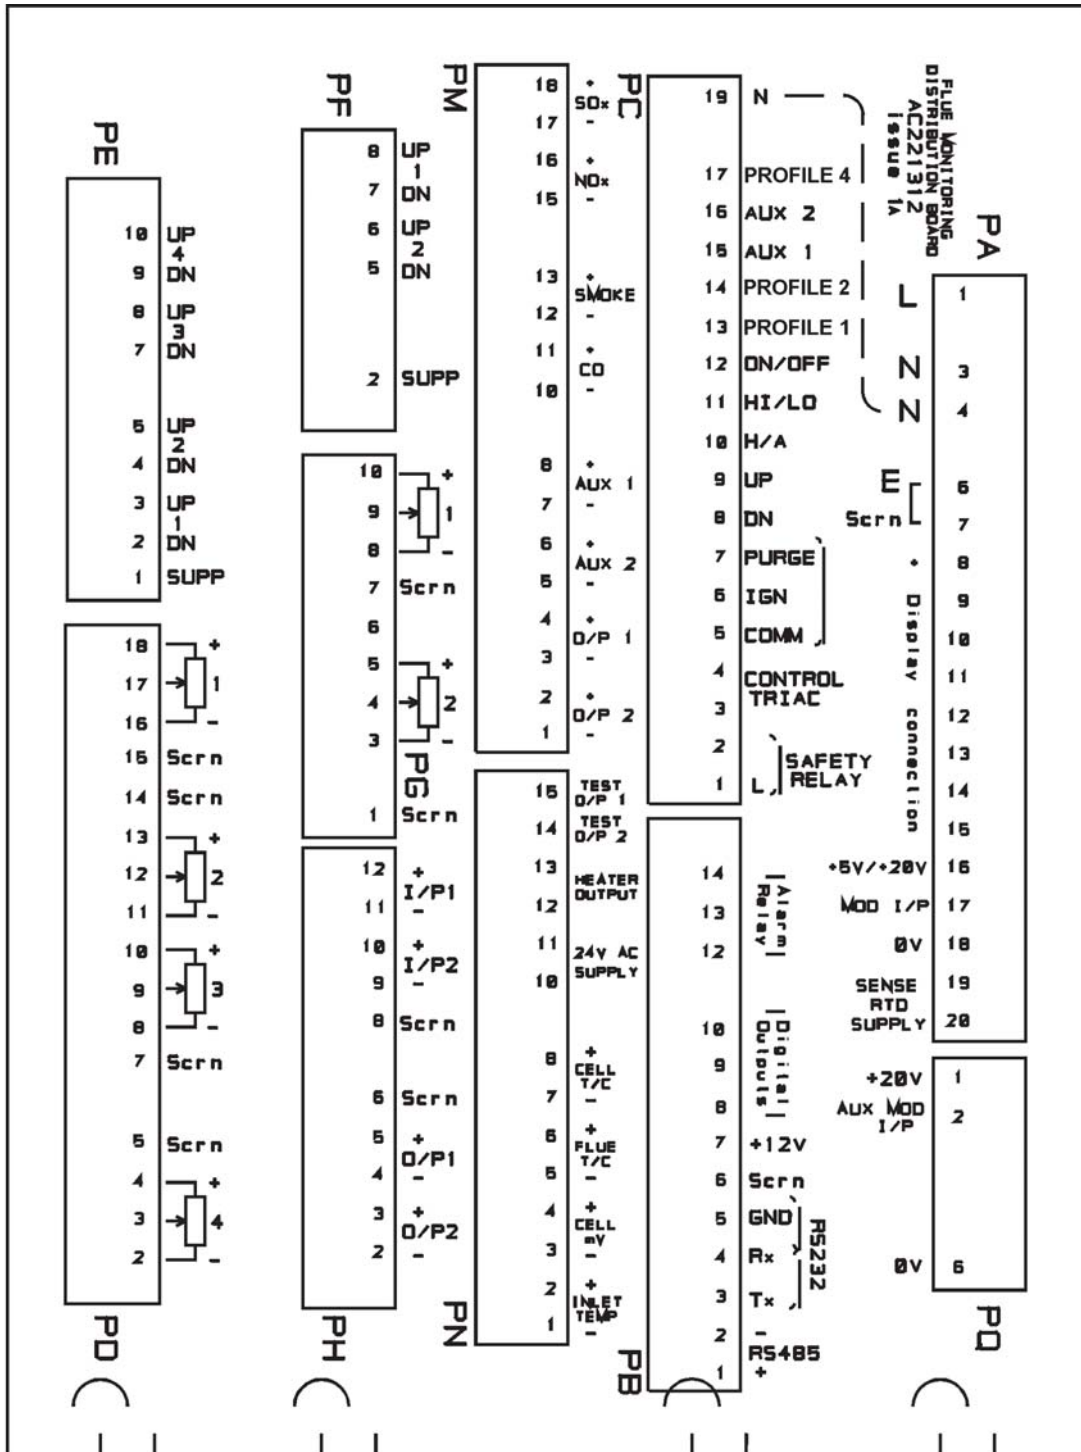 PE
10 UP
4
9 DN
8 UP
3
7 DN
5 UP
2
4 DN
3 UP
1
2 DN
1 SUPP
18 +
17 1
16 -
15 Scrn
14 Scrn
13 +
12 2
11 -
10 +
9 3
8 -
7 Scrn
5 Scrn
4 +
3 4
2 -
PD
PF
8 UP
1
7 DN
6 UP
2
5 DN
2 SUPP
10 +
9 1
8 -
7 Scrn
6
5 +
4 2
3 -
PG
1 Scrn
12 +
I/P1
11 -
10 +
I/P2
9 -
8 Scrn
6 Scrn
5 +
O/P1
4 -
3 +
O/P2
2 -
PH
PM
18 +
SOx
17 -
16 +
NOx
15 -
13 +
SMOKE
12 -
11 +
CO
10 -
8 +
AUX 1
7 -
6 +
AUX 2
5 -
4 +
O/P 1
3 -
2 +
O/P 2
1 -
15 TEST
O/P 1
14 TEST
O/P 2
13 HEATER
12 OUTPUT
11 24V AC
10 SUPPLY
8 +
CELL
T/C
7 -
6 +
FLUE
T/C
5 -
4 +
CELL
mV
3 -
2 +
INLET
TEMP
1 -
PN
PC
19 N
17 PROFILE 4
16 AUX 2
15 AUX 1
14 PROFILE 2
13 PROFILE 1
12 ON/OFF
11 HI/LO
10 H/A
9 UP
8 DN
7 PURGE
6 IGN
5 COMM
4 CONTROL
TRIAC
3
2 SAFETY
RELAY
1 L
14 Alarm
13 Relay
12
10 Digital
9 Outputs
8
7 +12V
6 Scrn
5 GND
4 Rx
RS232
3 Tx
2 -
RS485
1 +
PB
FLUE MONITORING
DISTRIBUTION BOARD
AC221312
issue 1A
PA
L 1
N 3
N 4
E 6
Scrn 7
+ 8
Display connection
9
10
11
12
13
14
15
+5V/+20V 16
MOD I/P 17
0V 18
SENSE 19
RTD
SUPPLY 20
+20V 1
AUX MOD 2
I/P
0V 6
PQ